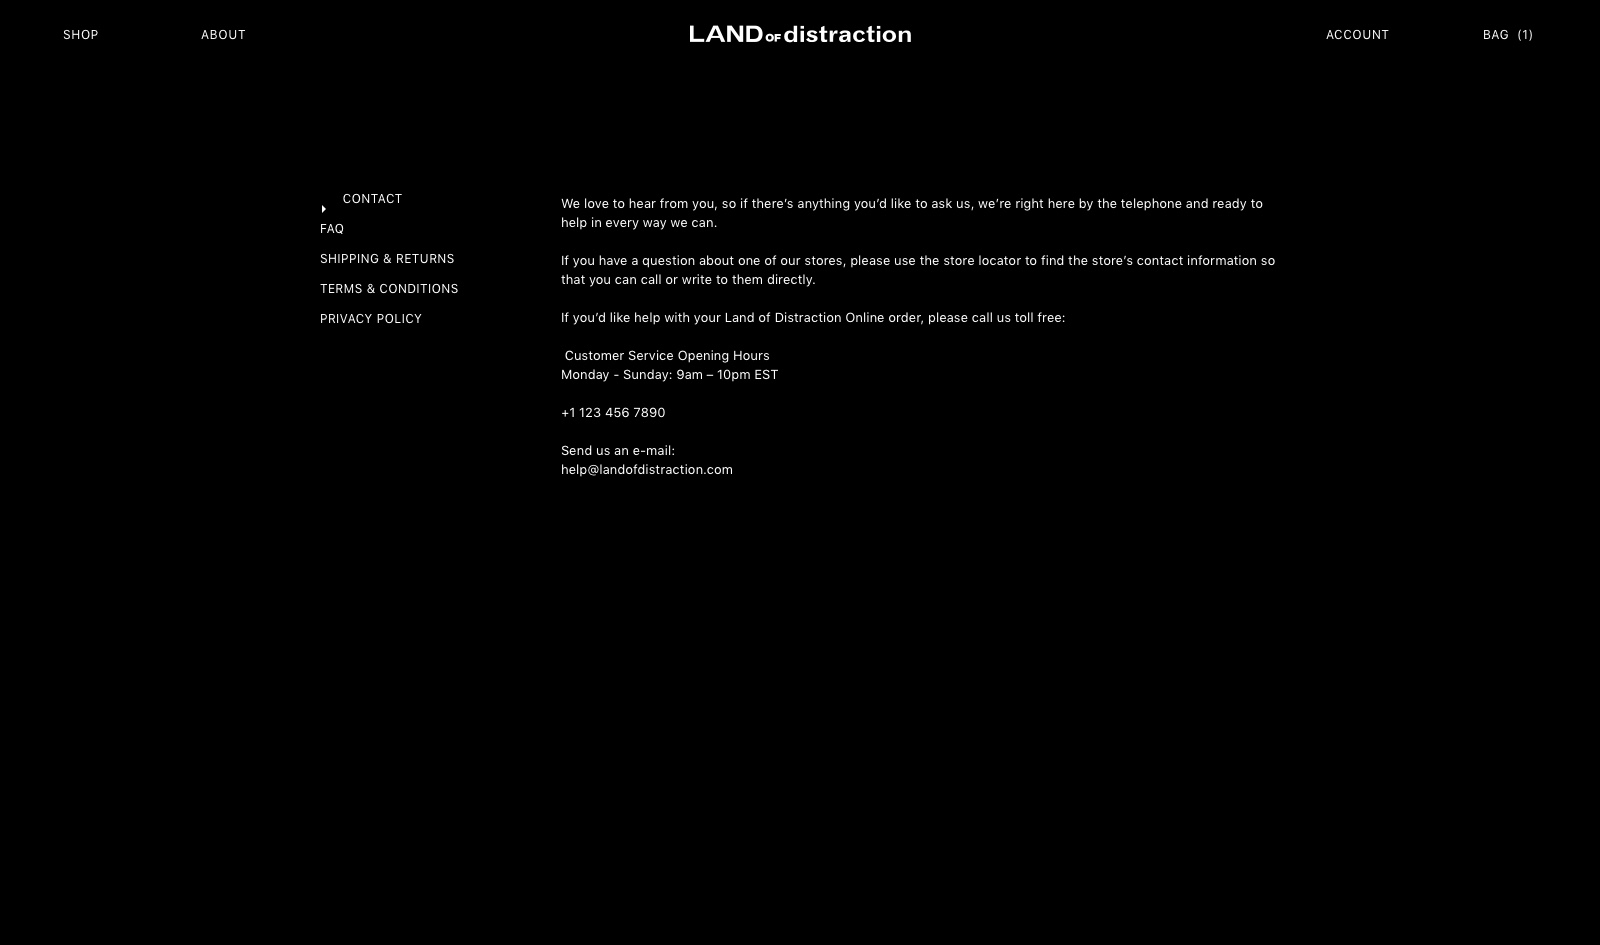 SHOP
ABOUT
LAND OF distraction
ACCOUNT
BAG (1)
CONTACT
FAQ
SHIPPING & RETURNS
TERMS & CONDITIONS
PRIVACY POLICY
We love to hear from you, so if there’s anything you’d like to ask us, we’re right here by the telephone and ready to
help in every way we can.
If you have a question about one of our stores, please use the store locator to find the store’s contact information so
that you can call or write to them directly.
If you’d like help with your Land of Distraction Online order, please call us toll free:
Customer Service Opening Hours
Monday - Sunday: 9am – 10pm EST
+1 123 456 7890
Send us an e-mail:
help@landofdistraction.com